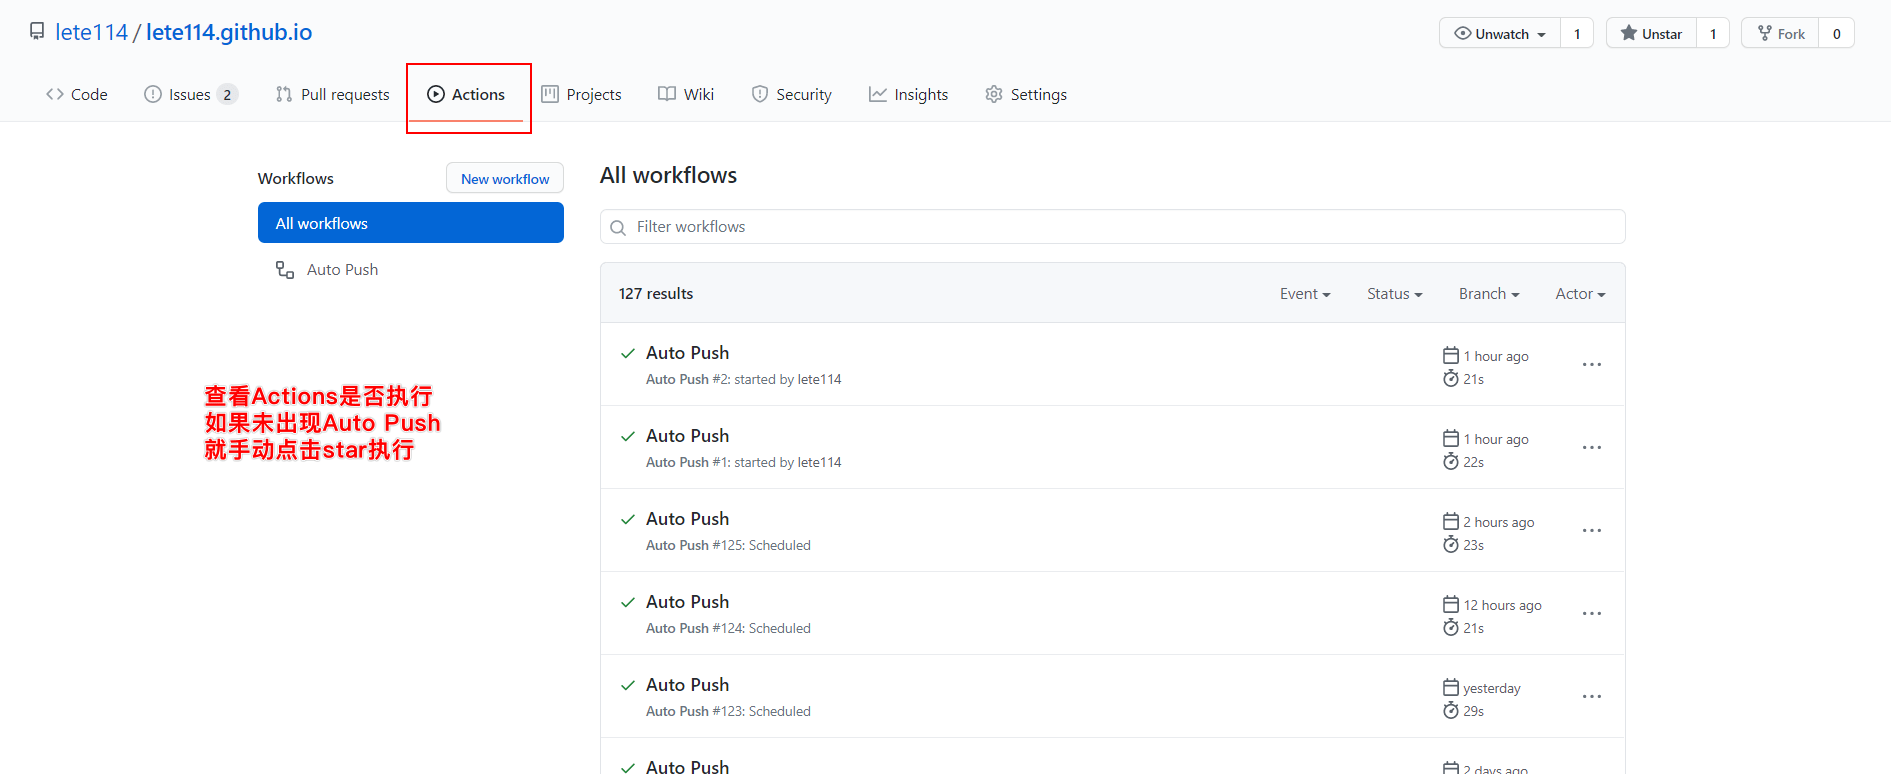 lete114 / lete114.github.io
Unwatch 1 Unstar 1 Fork 0
Code Issues 2 Pull requests Actions Projects Wiki Security Insights Settings
Workflows
New workflow
All workflows
Auto Push
查看Actions是否执行
如果未出现Auto Push
就手动点击star执行
All workflows
Filter workflows
127 results Event Status Branch Actor
Auto Push
Auto Push #2: started by lete114
1 hour ago
21s
Auto Push
Auto Push #1: started by lete114
1 hour ago
22s
Auto Push
Auto Push #125: Scheduled
2 hours ago
23s
Auto Push
Auto Push #124: Scheduled
12 hours ago
21s
Auto Push
Auto Push #123: Scheduled
yesterday
29s
Auto Push
2 days ago